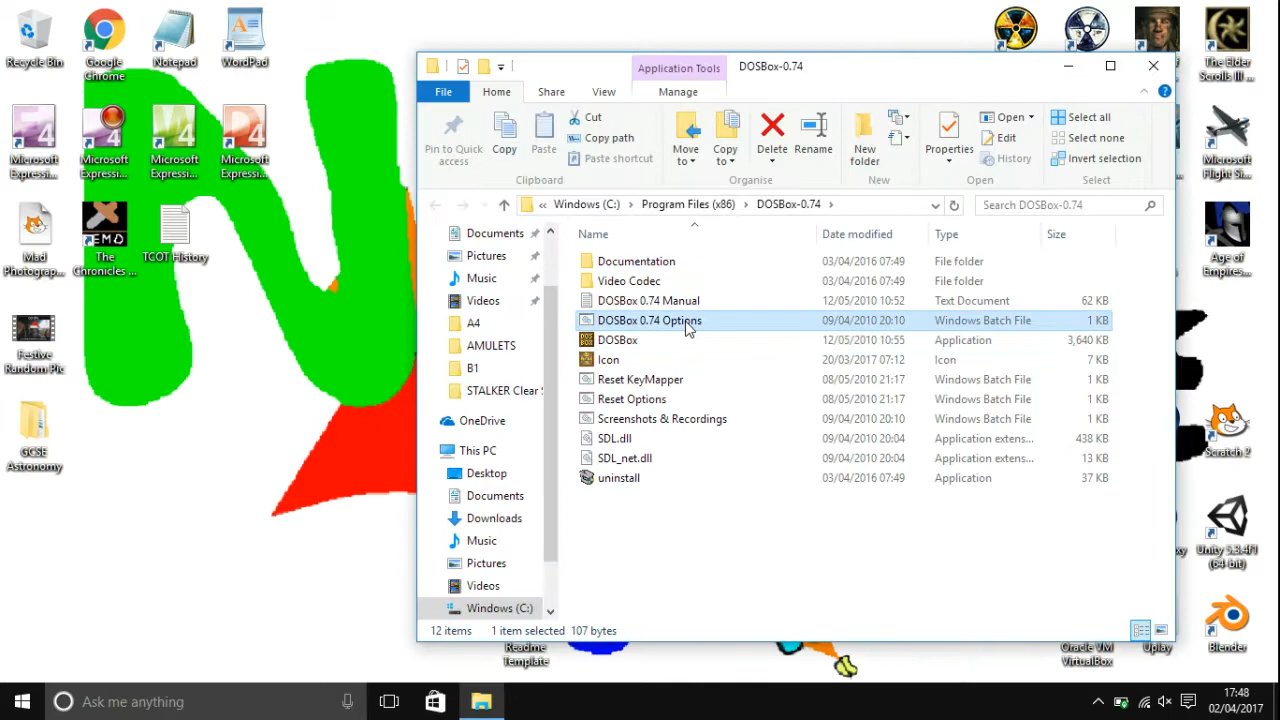 Recycle Bin
Google
Chrome
Notepad
WordPad
Microsoft
Expressi...
Microsoft
Expressi...
Microsoft
Expressi...
Microsoft
Expressi...
Mad
Photograp...
The
Chronicles ...
TCOT History
Festive
Random Pic
GCSE
Astronomy
Application Tools
DOSBox-0.74
File
Home
Share
View
Manage
Pin to Quick
access
Copy
Paste
Cut
Copy path
Paste shortcut
Clipboard
Move
to
Copy
to
Delete
Rename
Organise
New
folder
New
Properties
Open
Edit
History
Open
Select all
Select none
Invert selection
Select
« Windows (C:) › Program Files (x86) › DOSBox-0.74 ›
Search DOSBox-0.74
Documents
Pictures
Music
Videos
A4
AMULETS
B1
STALKER Clear S
OneDrive
This PC
Desktop
Documents
Downloads
Music
Pictures
Videos
Windows (C:)
Name Date modified Type Size
Documentation 03/04/2016 07:49 File folder
Video Codec 03/04/2016 07:49 File folder
DOSBox 0.74 Manual 12/05/2010 10:52 Text Document 62 KB
DOSBox 0.74 Options 09/04/2010 20:10 Windows Batch File 1 KB
DOSBox 12/05/2010 10:55 Application 3,640 KB
Icon 20/03/2017 07:12 Icon 7 KB
Reset KeyMapper 08/05/2010 21:17 Windows Batch File 1 KB
Reset Options 08/05/2010 21:17 Windows Batch File 1 KB
Screenshots & Recordings 09/04/2010 20:10 Windows Batch File 1 KB
SDL.dll 09/04/2010 20:04 Application extens... 438 KB
SDL_net.dll 09/04/2010 20:04 Application extens... 13 KB
uninstall 03/04/2016 07:49 Application 37 KB
12 items 1 item selected 107 bytes
The Elder
Scrolls III ...
Microsoft
Flight Si...
Age of
Empires...
Scratch 2
Unity 5.3.4f1
(64-bit)
Blender
Readme
Template
Oracle VM
VirtualBox
Uplay
Ask me anything
17:48
02/04/2017